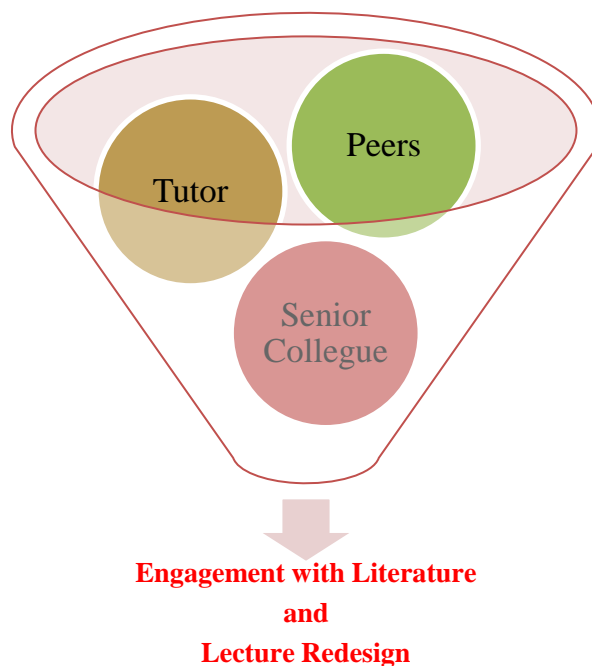 Peers
Tutor
Senior
Collegue
Engagement with Literature
and
Lecture Redesign